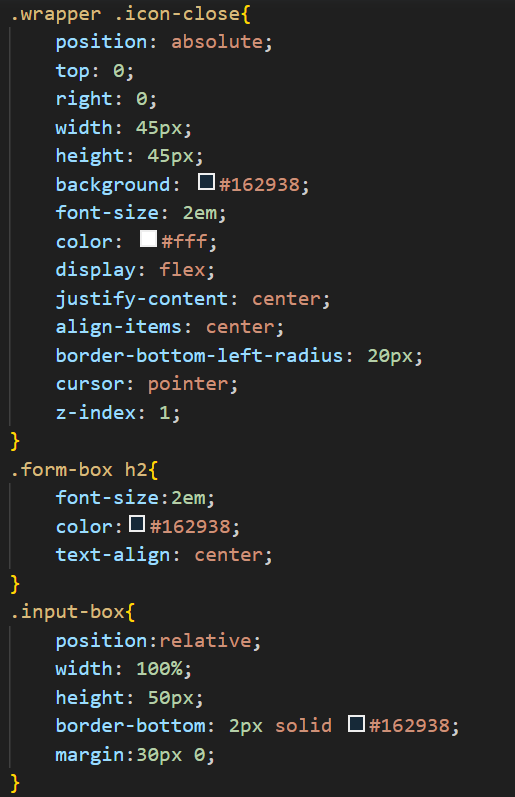 .wrapper .icon-close{
position: absolute;
top: 0;
right: 0;
width: 45px;
height: 45px;
background: #162938;
font-size: 2em;
color: #fff;
display: flex;
justify-content: center;
align-items: center;
border-bottom-left-radius: 20px;
cursor: pointer;
z-index: 1;
}
.form-box h2{
font-size:2em;
color:#162938;
text-align: center;
}
.input-box{
position:relative;
width: 100%;
height: 50px;
border-bottom: 2px solid #162938;
margin:30px 0;
}